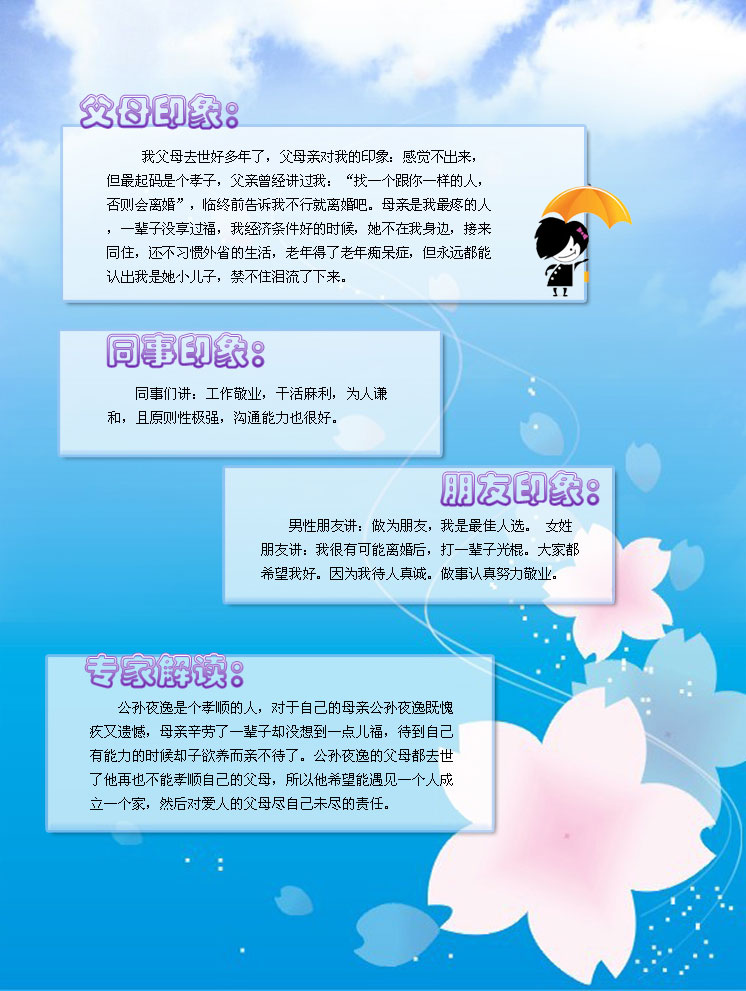 父母印象:
我父母去世好多年了，父母亲对我的印象：感觉不出来，
但最起码是个孝子，父亲曾经讲过我：“找一个跟你一样的人，
否则会离婚”，临终前告诉我不行就离婚吧。母亲是我最疼的人
，一辈子没享过福，我经济条件好的时候，她不在我身边，接来
同住，还不习惯外省的生活，老年得了老年痴呆症，但永远都能
认出我是她小儿子，禁不住泪流了下来。
同事印象:
同事们讲：工作敬业，干活麻利，为人谦
和，且原则性极强，沟通能力也很好。
朋友印象:
男性朋友讲：做为朋友，我是最佳人选。 女姓
朋友讲：我很有可能离婚后，打一辈子光棍。大家都
希望我好。因为我待人真诚。做事认真努力敬业。
专家解读:
公孙夜逸是个孝顺的人，对于自己的母亲公孙夜逸既愧
疚又遗憾，母亲辛劳了一辈子却没想到一点儿福，待到自己
有能力的时候却子欲养而亲不待了。公孙夜逸的父母都去世
了他再也不能孝顺自己的父母，所以他希望能遇见一个人成
立一个家，然后对爱人的父母尽自己未尽的责任。